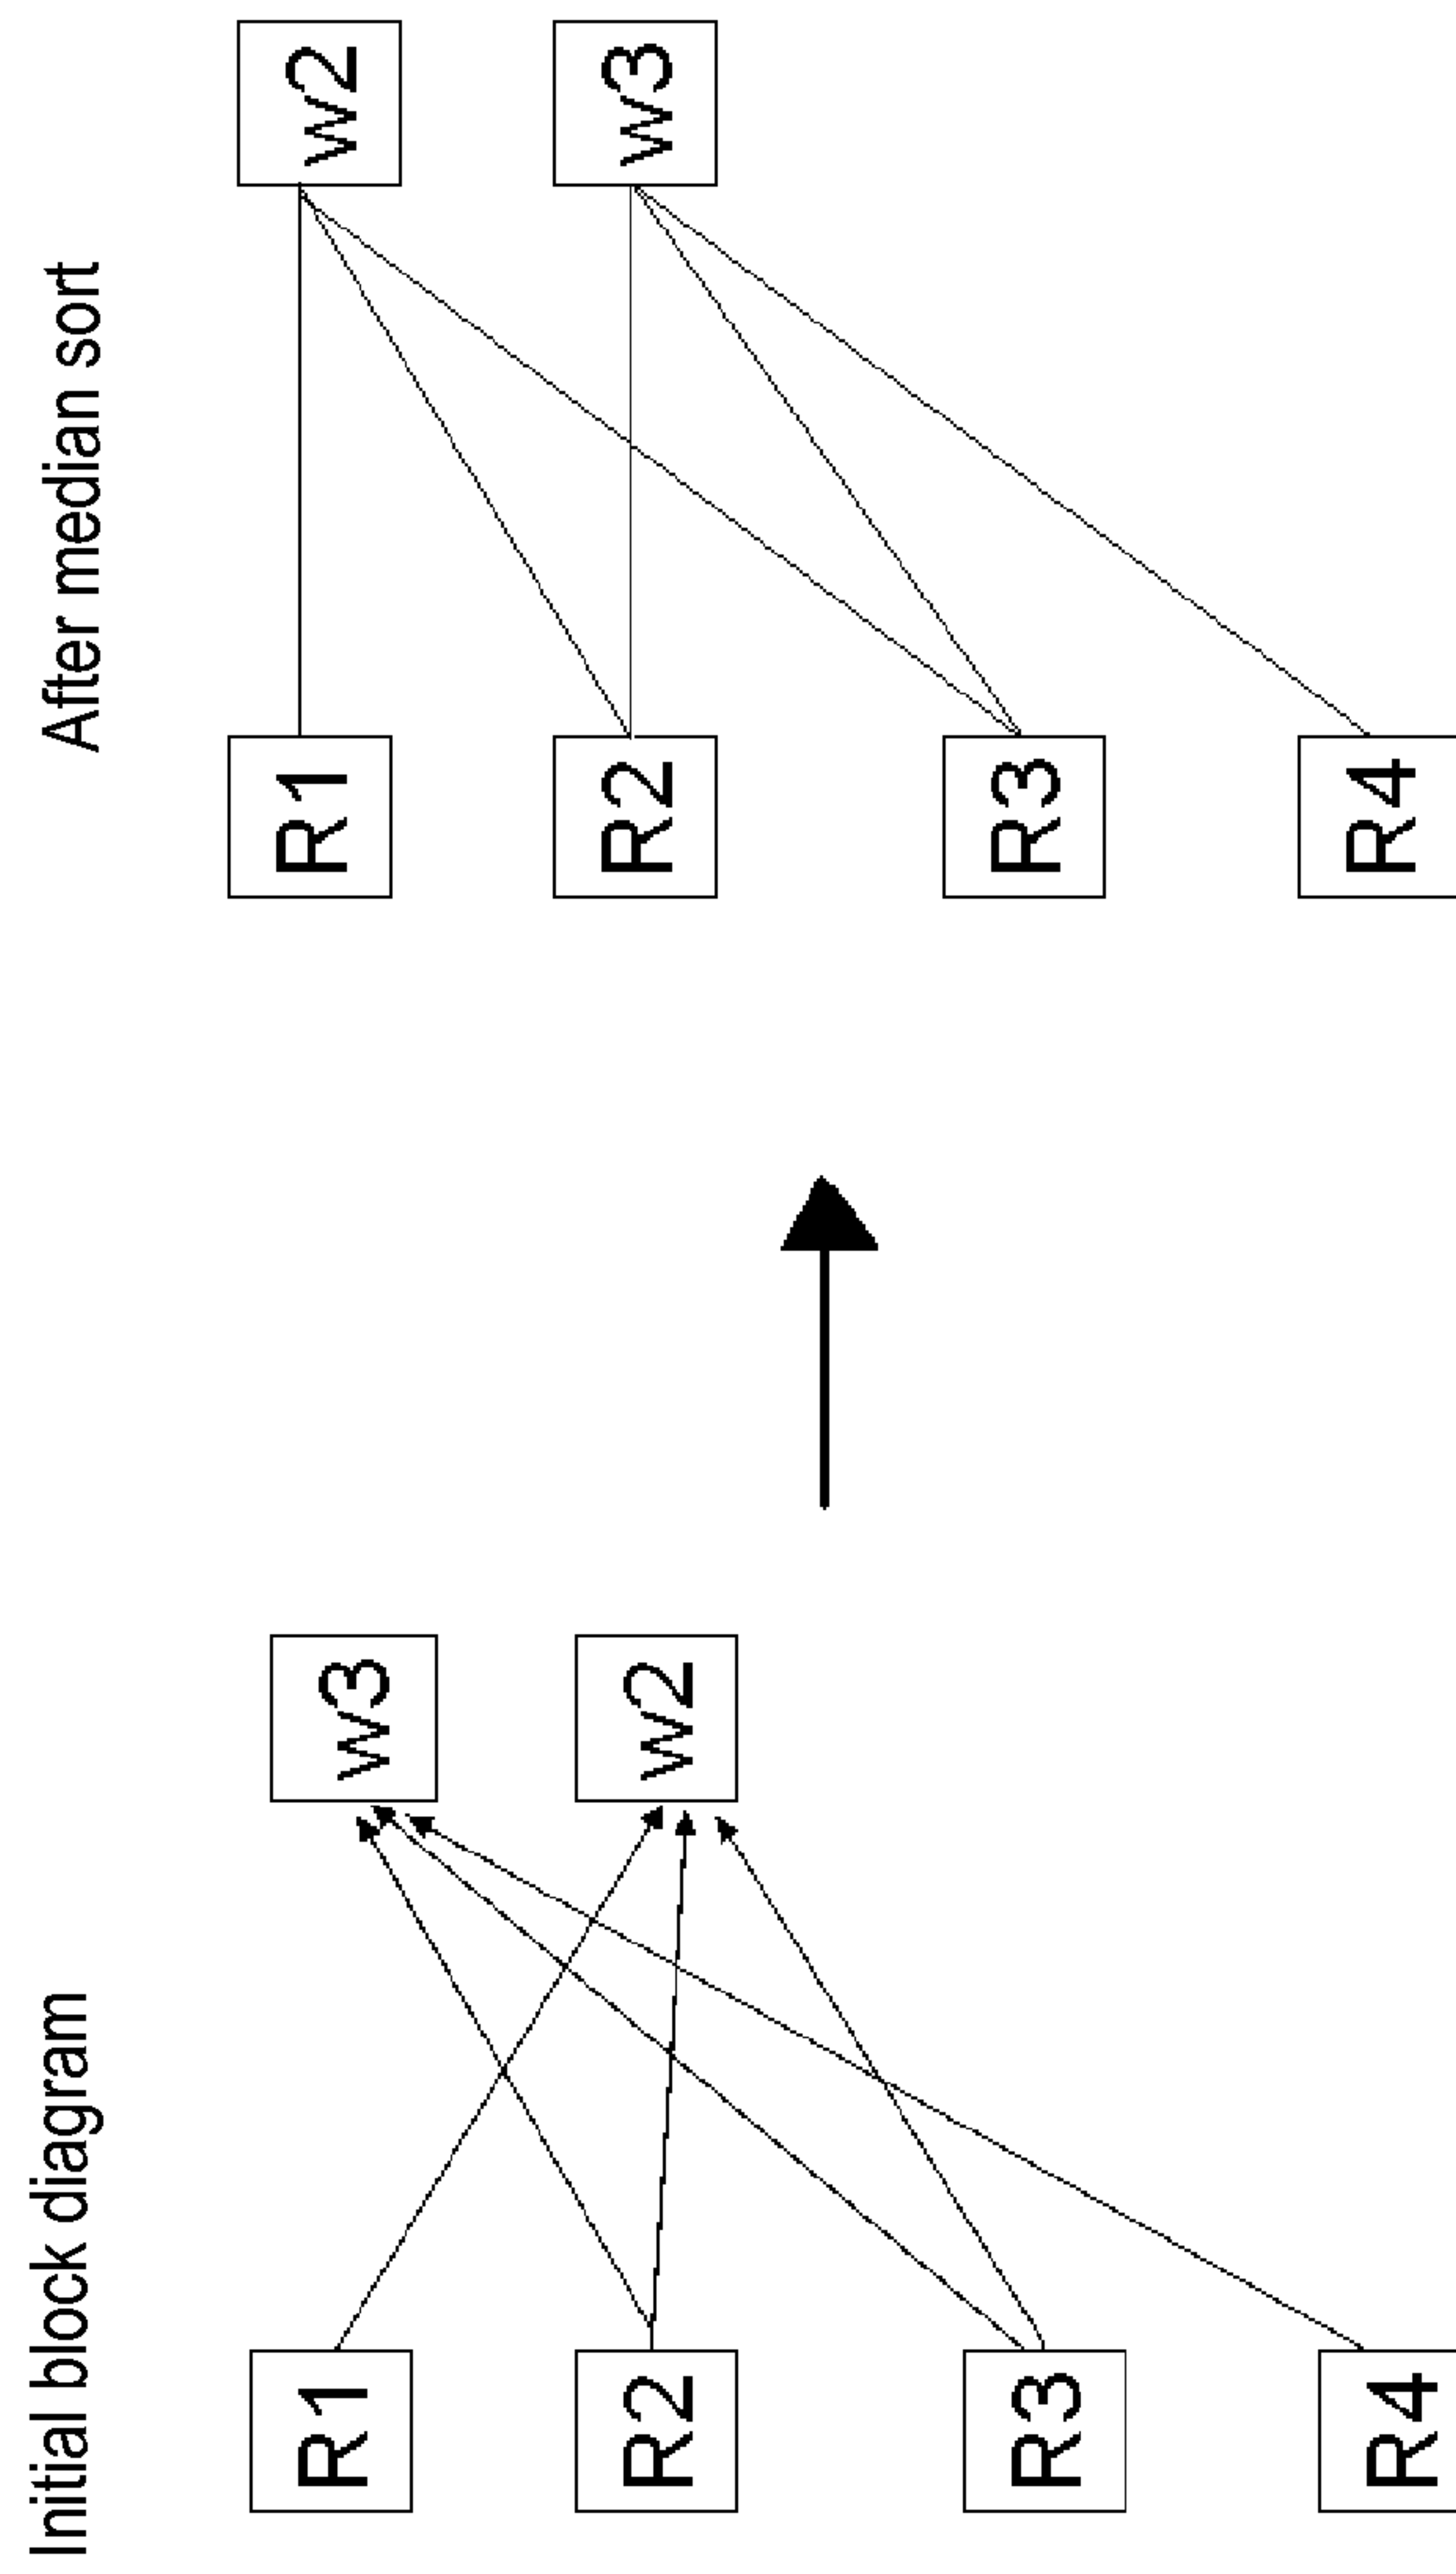 Initial block diagram
After median sort
R1
w3
R1
w2
R2
w2
R2
w3
R3
R3
R4
R4